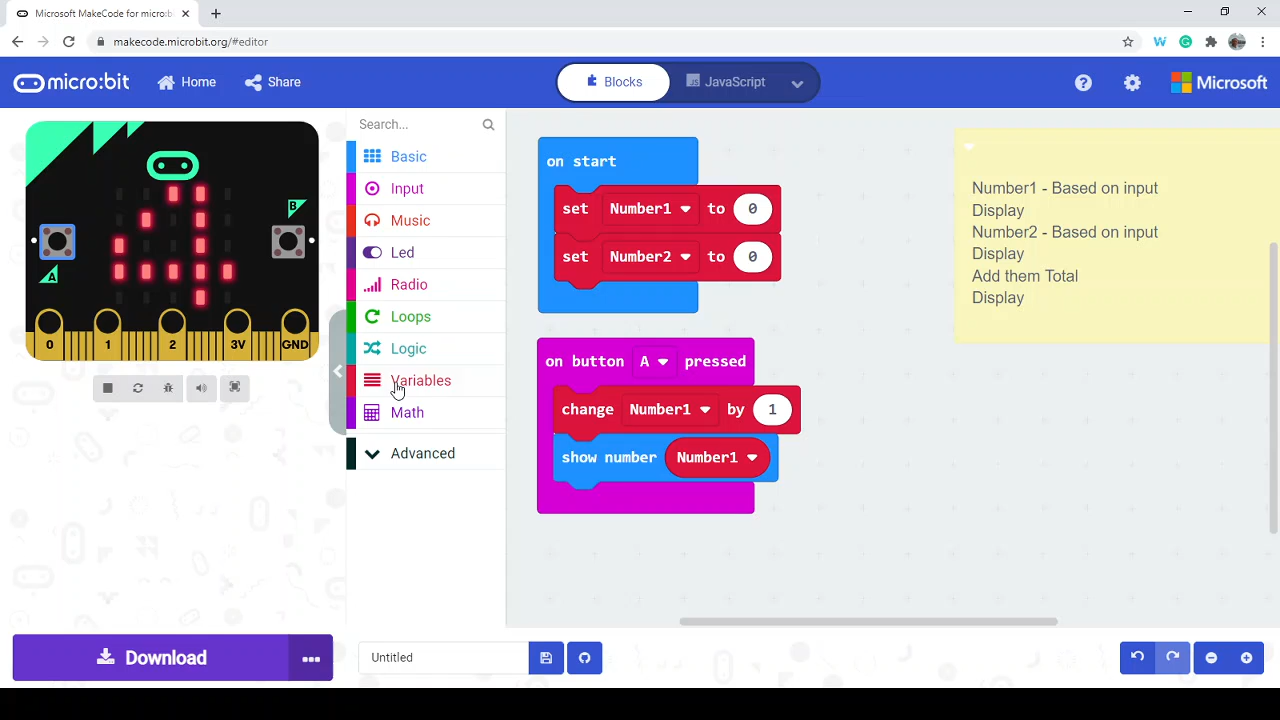 Microsoft MakeCode for micro:b
makecode.microbit.org/#editor
micro:bit
Home
Share
Blocks
JS
JavaScript
?
Microsoft
B
A
0 1 2 3V GND
Search...
Basic
Input
Music
Led
Radio
Loops
Logic
Variables
Math
Advanced
on start
set Number1 to 0
set Number2 to 0
on button A pressed
change Number1 by 1
show number Number1
Number1 - Based on input
Display
Number2 - Based on input
Display
Add them Total
Display
Download
...
Untitled